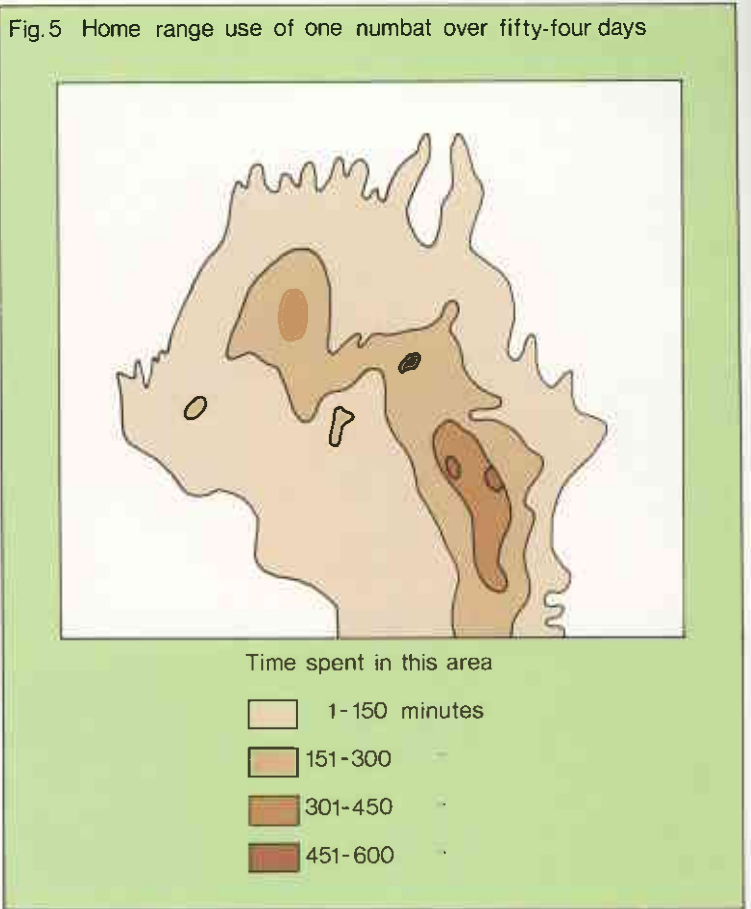 Fig. 5 Home range use of one numbat over fifty-four days
Time spent in this area
1-150 minutes
151-300 "
301-450 "
451-600 "